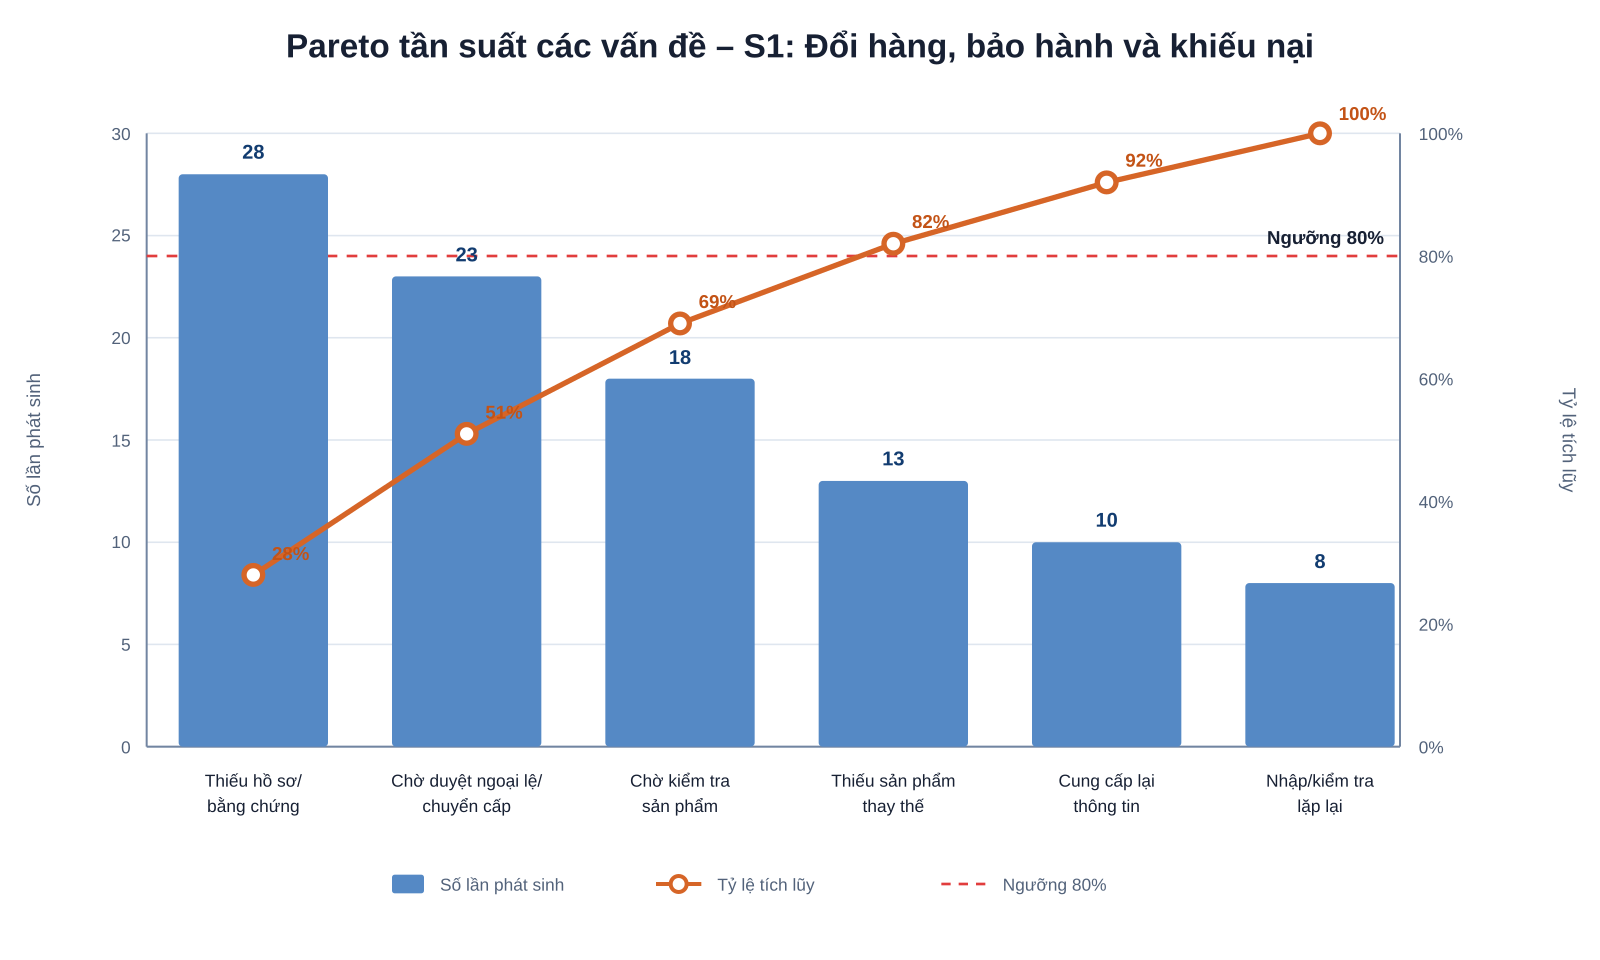 Pareto tần suất các vấn đề – S1: Đổi hàng, bảo hành và khiếu nại
100%
30
100%
28
92%
82%
25
Ngưỡng 80%
23
80%
69%
20
18
60%
Số lần phát sinh
Tỷ lệ tích lũy
51%
15
13
40%
10
10
28%
8
5
20%
0
0%
Thiếu hồ sơ/
bằng chứng
Chờ duyệt ngoại lệ/
chuyển cấp
Chờ kiểm tra
sản phẩm
Thiếu sản phẩm
thay thế
Cung cấp lại
thông tin
Nhập/kiểm tra
lặp lại
Số lần phát sinh
Tỷ lệ tích lũy
Ngưỡng 80%